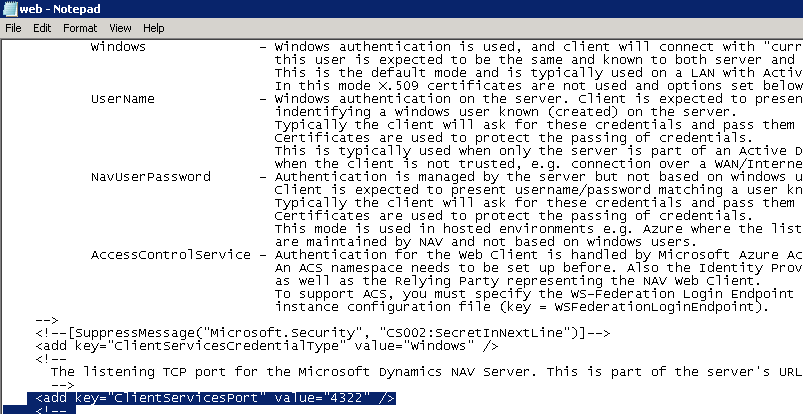 web - Notepad
File Edit Format View Help
Windows - Windows authentication is used, and client will connect with "curr
this user is expected to be the same and known to both server and
This is the default mode and is typically used on a LAN with Activ
In this mode X.509 certificates are not used and options set below
UserName - Windows authentication on the server. Client is expected to presen
indentifying a windows user known (created) on the server.
Typically the client will ask for these credentials and pass them
Certificates are used to protect the passing of credentials.
This is typically used when only the server is part of an Active D
when the client is not trusted, e.g. connection over a WAN/Interne
NavUserPassword - Authentication is managed by the server but not based on windows u
Client is expected to present username/password matching a user kn
Typically the client will ask for these credentials and pass them
Certificates are used to protect the passing of credentials.
This mode is used in hosted environments e.g. Azure where the list
are maintained by NAV and not based on windows users.
AccessControlService - Authentication for the Web Client is handled by Microsoft Azure Ac
An ACS namespace needs to be set up before. Also the Identity Prov
as well as the Relying Party representing the NAV Web Client.
To support ACS, you must specify the WS-Federation Login Endpoint
instance configuration file (key = WSFederationLoginEndpoint).
-->
<!--[SuppressMessage("Microsoft.Security", "CS002:SecretInNextLine")]-->
<add key="ClientServicesCredentialType" value="Windows" />
<!--
The listening TCP port for the Microsoft Dynamics NAV Server. This is part of the server's URL
-->
<add key="ClientServicesPort" value="4322" />
<!--